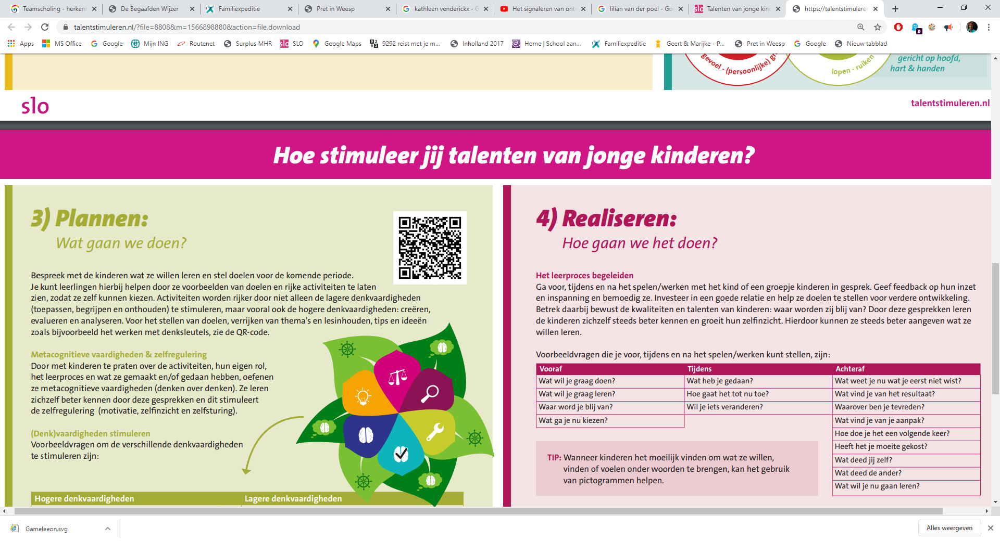 Teamscholing - herken
De Begaafden Wijzer
Familiexpeditie
Pret in Weesp
kathleen venderickx - G
Het signaleren van ont
lilian van der poel - Go
Talenten van jonge kin
https://talentstimulere
talentstimuleren.nl/?file=8808&m=1566898880&action=file.download
0
Apps
MS Office
Google
Mijn ING
Routenet
Surplus MHR
slo SLO
Google Maps
9292 reist met je m...
Inholland 2017
Home | School aan...
Familiexpeditie
Geert & Marijke - P...
Pret in Weesp
Google
Nieuw tabblad
gevoel - (persoonlijke) gr
lopen - ruiken
gericht op hoofd,
hart & handen
slo
talentstimuleren.nl
Hoe stimuleer jij talenten van jonge kinderen?
3) Plannen:
Wat gaan we doen?
Bespreek met de kinderen wat ze willen leren en stel doelen voor de komende periode.
Je kunt leerlingen hierbij helpen door ze voorbeelden van doelen en rijke activiteiten te laten
zien, zodat ze zelf kunnen kiezen. Activiteiten worden rijker door niet alleen de lagere denkvaardigheden
(toepassen, begrijpen en onthouden) te stimuleren, maar vooral ook de hogere denkvaardigheden: creëren,
evalueren en analyseren. Voor het stellen van doelen, verrijken van thema's en lesinhouden, tips en ideeën
zoals bijvoorbeeld het werken met denksleutels, zie de QR-code.
Metacognitieve vaardigheden & zelfregulering
Door met kinderen te praten over de activiteiten, hun eigen rol,
het leerproces en wat ze gemaakt en/of gedaan hebben, oefenen
ze metacognitieve vaardigheden (denken over denken). Ze leren
zichzelf beter kennen door deze gesprekken en dit stimuleert
de zelfregulering (motivatie, zelfinzicht en zelfsturing).
(Denk)vaardigheden stimuleren
Voorbeeldvragen om de verschillende denkvaardigheden
te stimuleren zijn:
Hogere denkvaardigheden
Lagere denkvaardigheden
4) Realiseren:
Hoe gaan we het doen?
Het leerproces begeleiden
Ga voor, tijdens en na het spelen/werken met het kind of een groepje kinderen in gesprek. Geef feedback op hun inzet
en inspanning en bemoedig ze. Investeer in een goede relatie en help ze doelen te stellen voor verdere ontwikkeling.
Betrek daarbij bewust de kwaliteiten en talenten van kinderen: waar worden zij blij van? Door deze gesprekken leren
de kinderen zichzelf steeds beter kennen en groeit hun zelfinzicht. Hierdoor kunnen ze steeds beter aangeven wat ze
willen leren.
Voorbeeldvragen die je voor, tijdens en na het spelen/werken kunt stellen, zijn:
Vooraf Tijdens Achteraf
Wat wil je graag doen? Wat heb je gedaan? Wat weet je nu wat je eerst niet wist?
Wat wil je graag leren? Hoe gaat het tot nu toe? Wat vind je van het resultaat?
Waar word je blij van? Wil je iets veranderen? Waarover ben je tevreden?
Wat ga je nu kiezen? Wat vind je van je aanpak?
Hoe doe je het een volgende keer?
Heeft het je moeite gekost?
Wat deed jij zelf?
Wat deed de ander?
Wat wil je nu gaan leren?
TIP: Wanneer kinderen het moeilijk vinden om wat ze willen,
vinden of voelen onder woorden te brengen, kan het gebruik
van pictogrammen helpen.
Gameleeon.svg
Alles weergeven